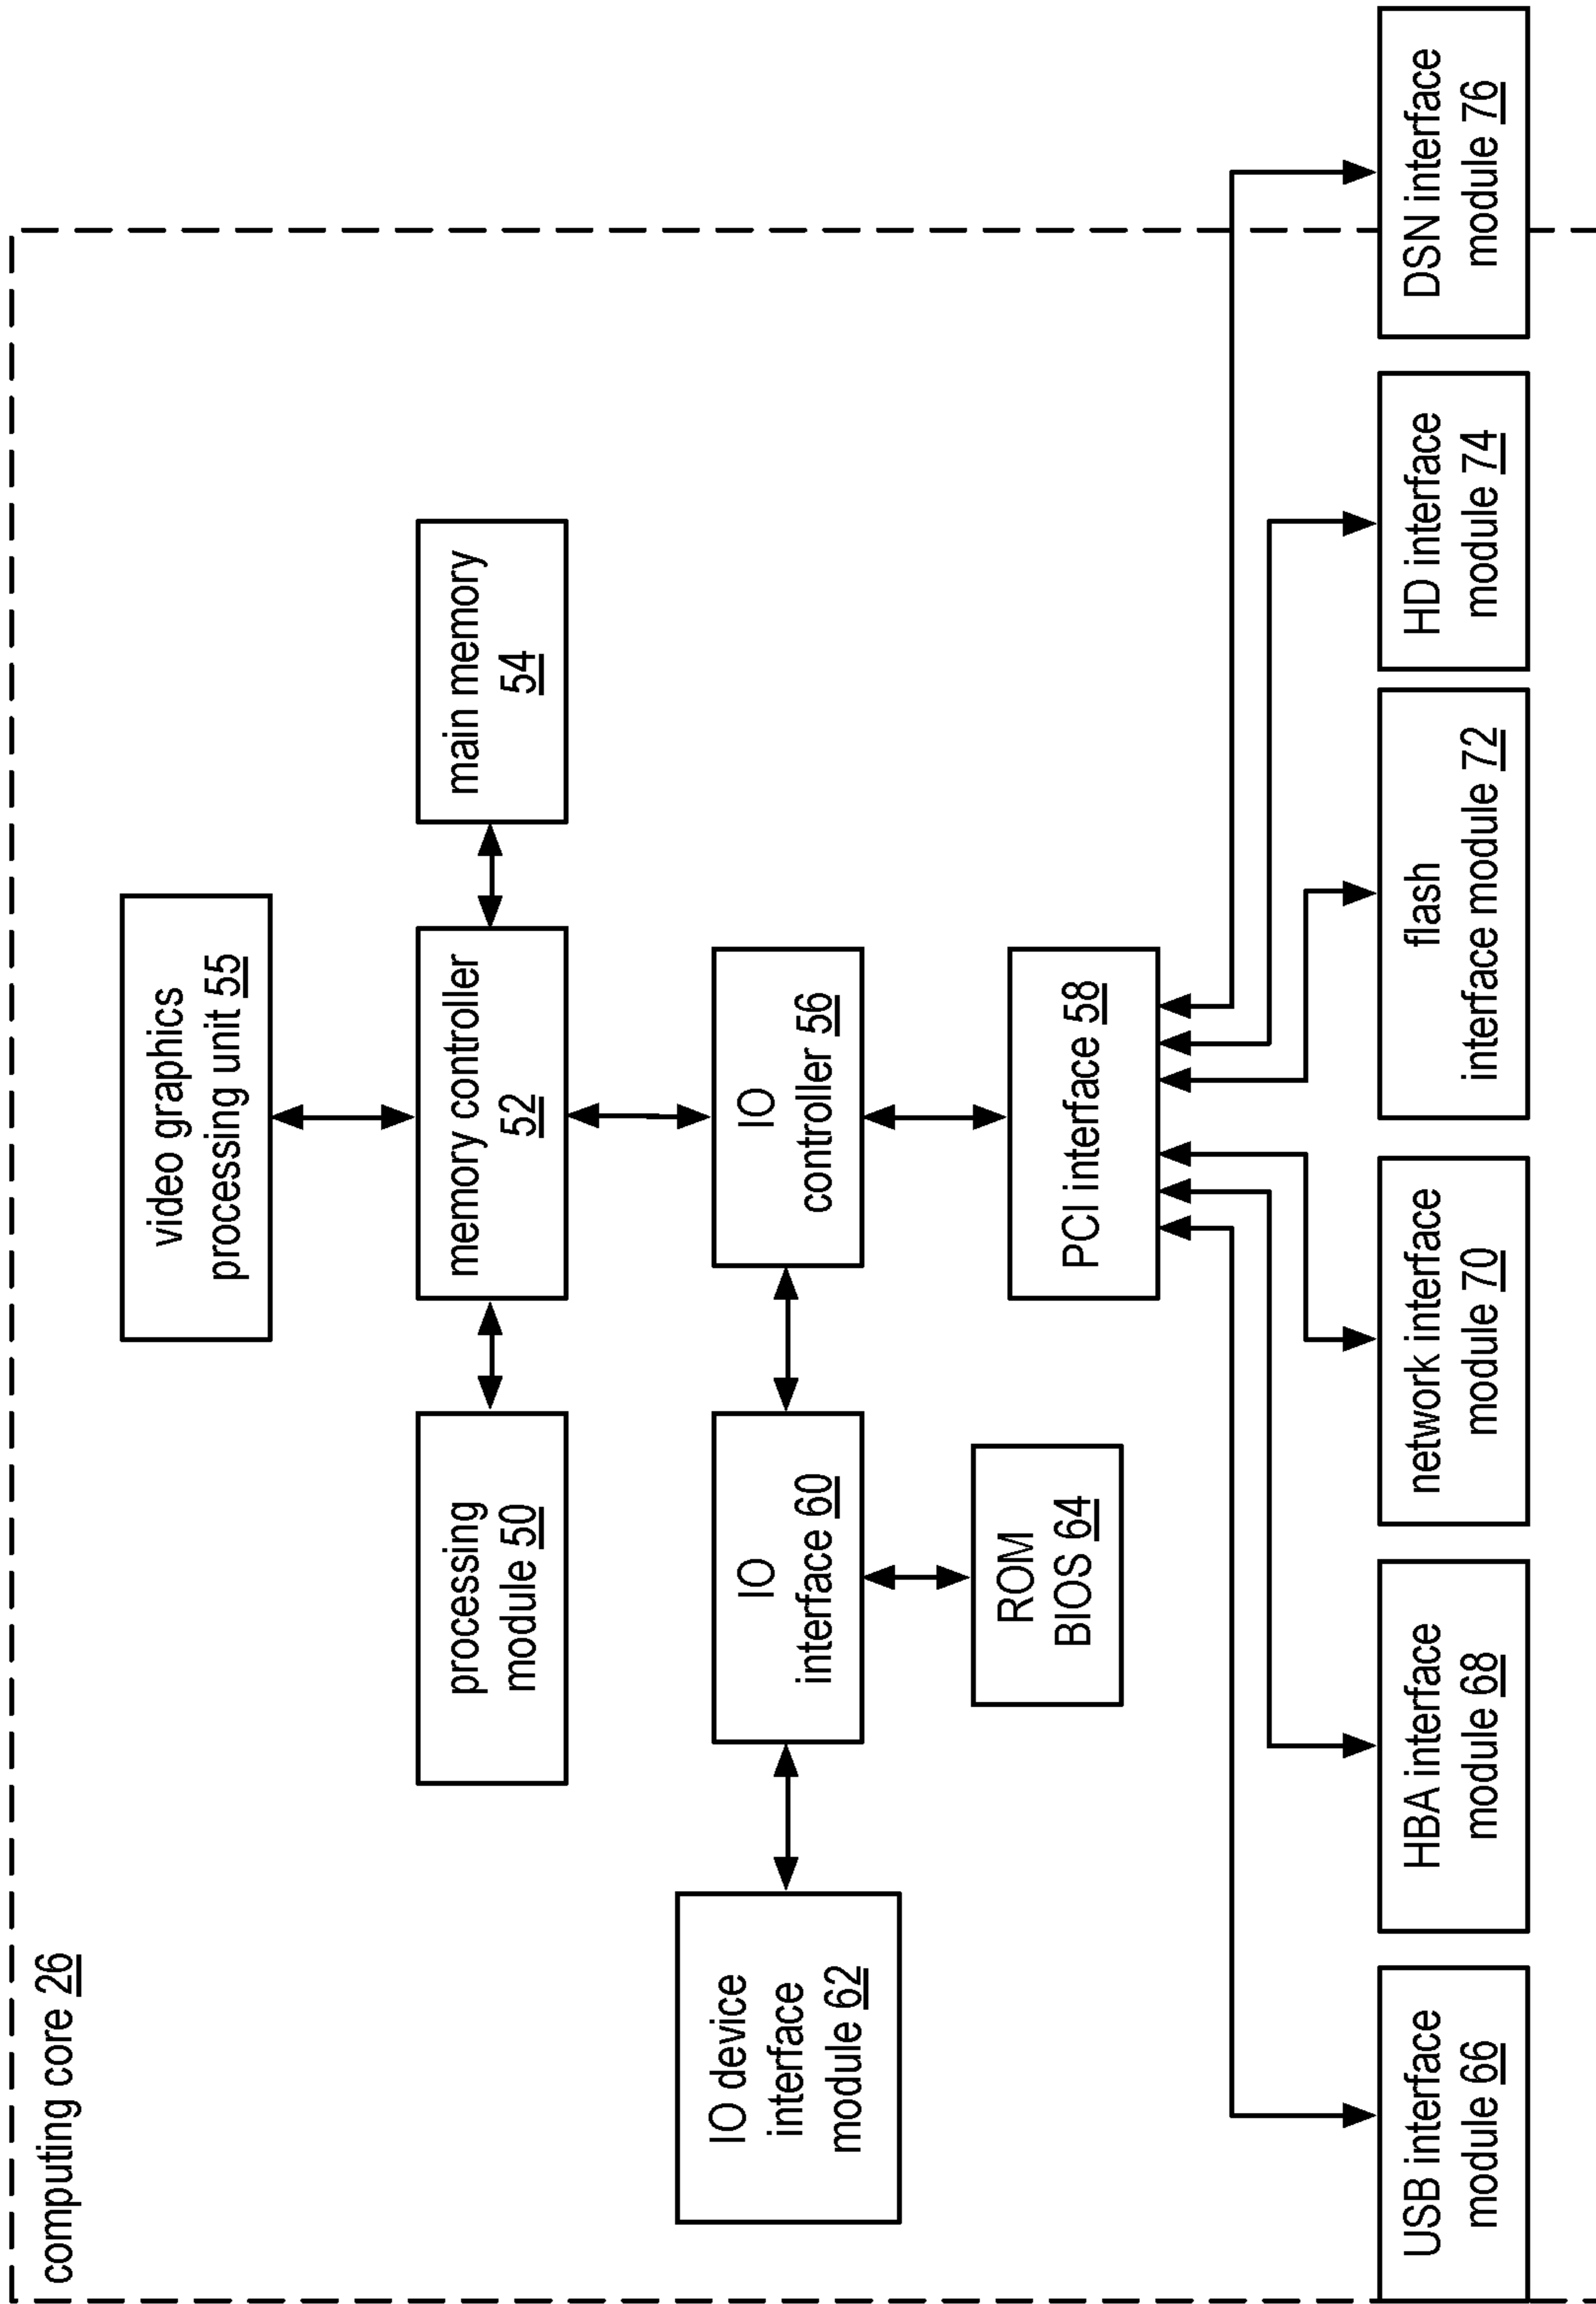 computing core 26
video graphics
processing unit 55
processing
module 50
memory controller
52
main memory
54
IO device
interface
module 62
IO
interface 60
IO
controller 56
ROM
BIOS 64
PCI interface 58
USB interface
module 66
HBA interface
module 68
network interface
module 70
flash
interface module 72
HD interface
module 74
DSN interface
module 76